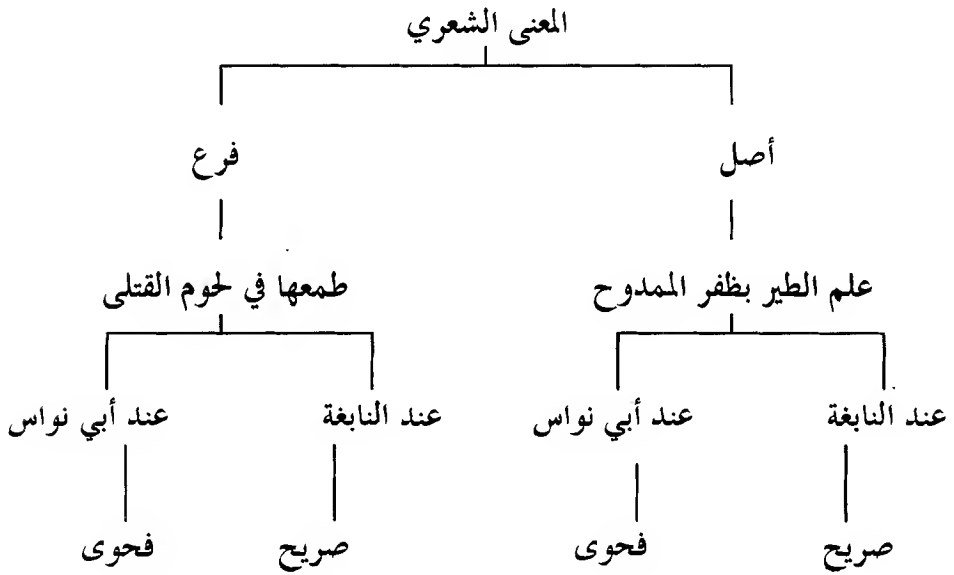 المعنى الشعري
أصل فرع
علم الطير بظفر الممدوح طمعها في لحوم القتلى
عند النابغة عند أبي نواس عند النابغة عند أبي نواس
صريح فحوى صريح فحوى